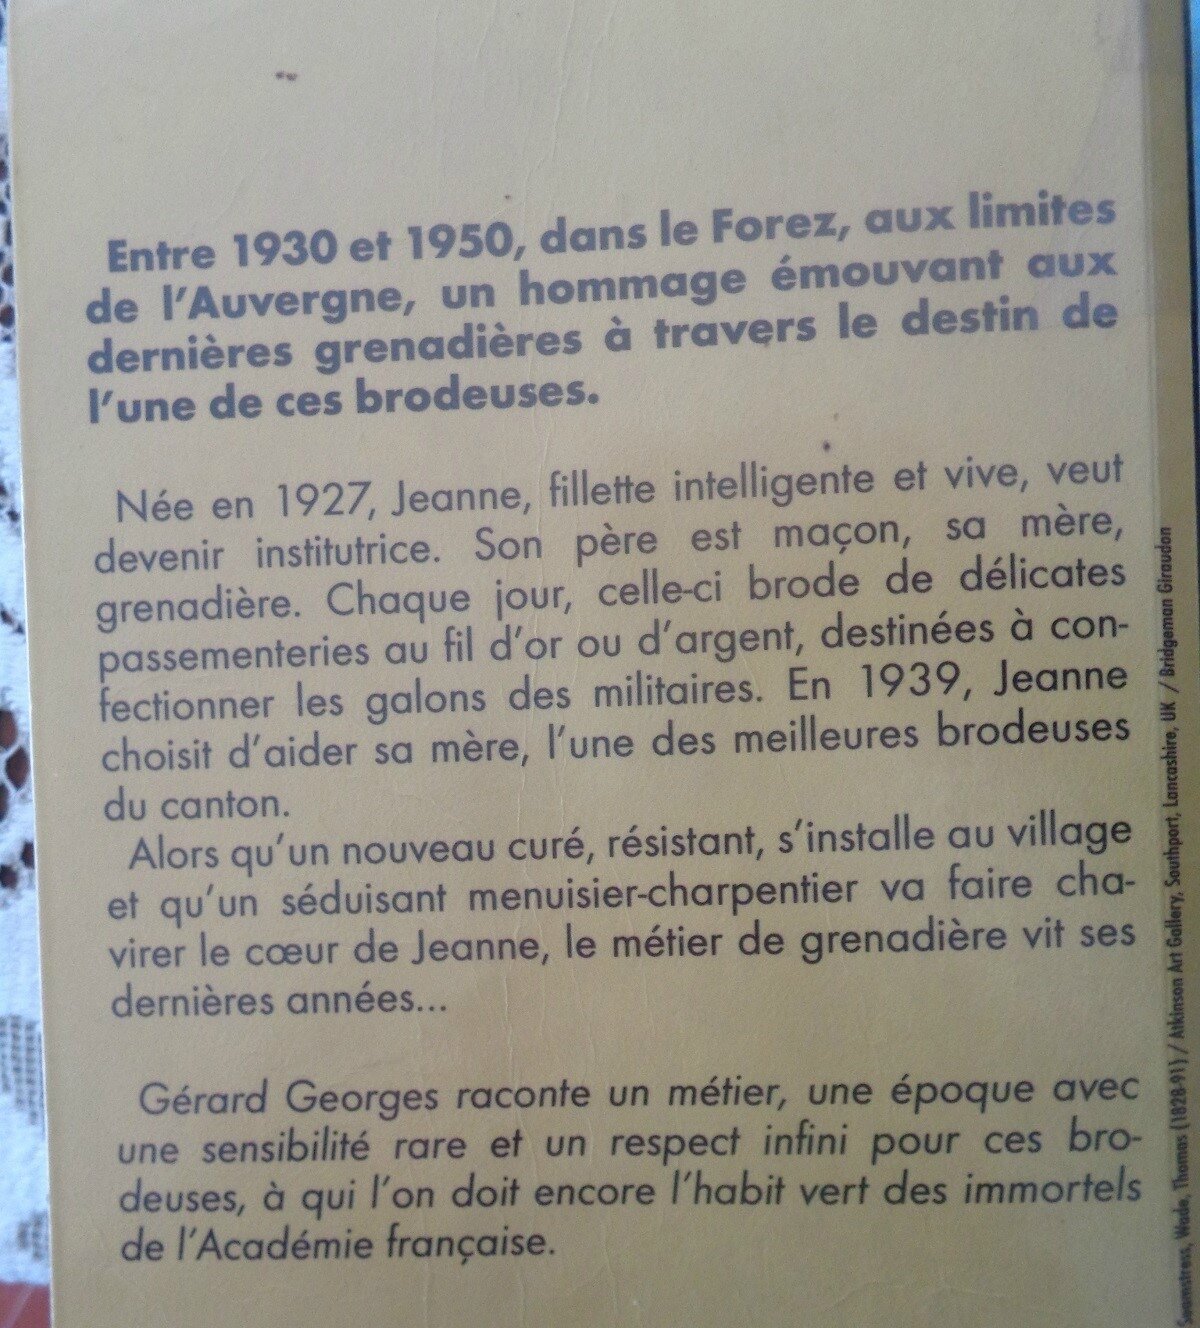 Entre 1930 et 1950, dans le Forez, aux limites
de l'Auvergne, un hommage émouvant aux
dernières grenadières à travers le destin de
l'une de ces brodeuses.
Née en 1927, Jeanne, fillette intelligente et vive, veut
devenir institutrice. Son père est maçon, sa mère,
grenadière. Chaque jour, celle-ci brode de délicates
passementeries au fil d'or ou d'argent, destinées à con-
fectionner les galons des militaires. En 1939, Jeanne
choisit d'aider sa mère, l'une des meilleures brodeuses
du canton.
Alors qu'un nouveau curé, résistant, s'installe au village
et qu'un séduisant menuisier-charpentier va faire cha-
virer le cœur de Jeanne, le métier de grenadière vit ses
dernières années...
Gérard Georges raconte un métier, une époque avec
une sensibilité rare et un respect infini pour ces bro-
deuses, à qui l'on doit encore l'habit vert des immortels
de l'Académie française.
Seamstress, Wade, Thomas (1828-91) / Atkinson Art Gallery, Southport, Lancashire, UK / Bridgeman Giraudon